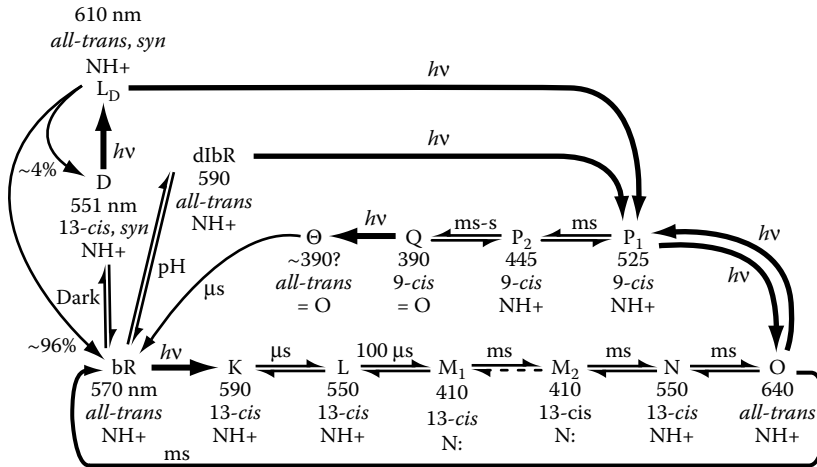 610 nm
all-trans, syn
NH+
L_D
hν
hν
hν
~4%
D
551 nm
13-cis, syn
NH+
dIbR
590
all-trans
NH+
Θ
~390?
all-trans
= O
hν
Q
390
9-cis
= O
ms-s
P₂
445
9-cis
NH+
ms
P₁
525
9-cis
NH+
hν
hν
pH
μs
Dark
~96%
bR
570 nm
all-trans
NH+
hν
K
590
13-cis
NH+
μs
L
550
13-cis
NH+
100 μs
M₁
410
13-cis
N:
ms
M₂
410
13-cis
N:
ms
N
550
13-cis
NH+
ms
O
640
all-trans
NH+
ms